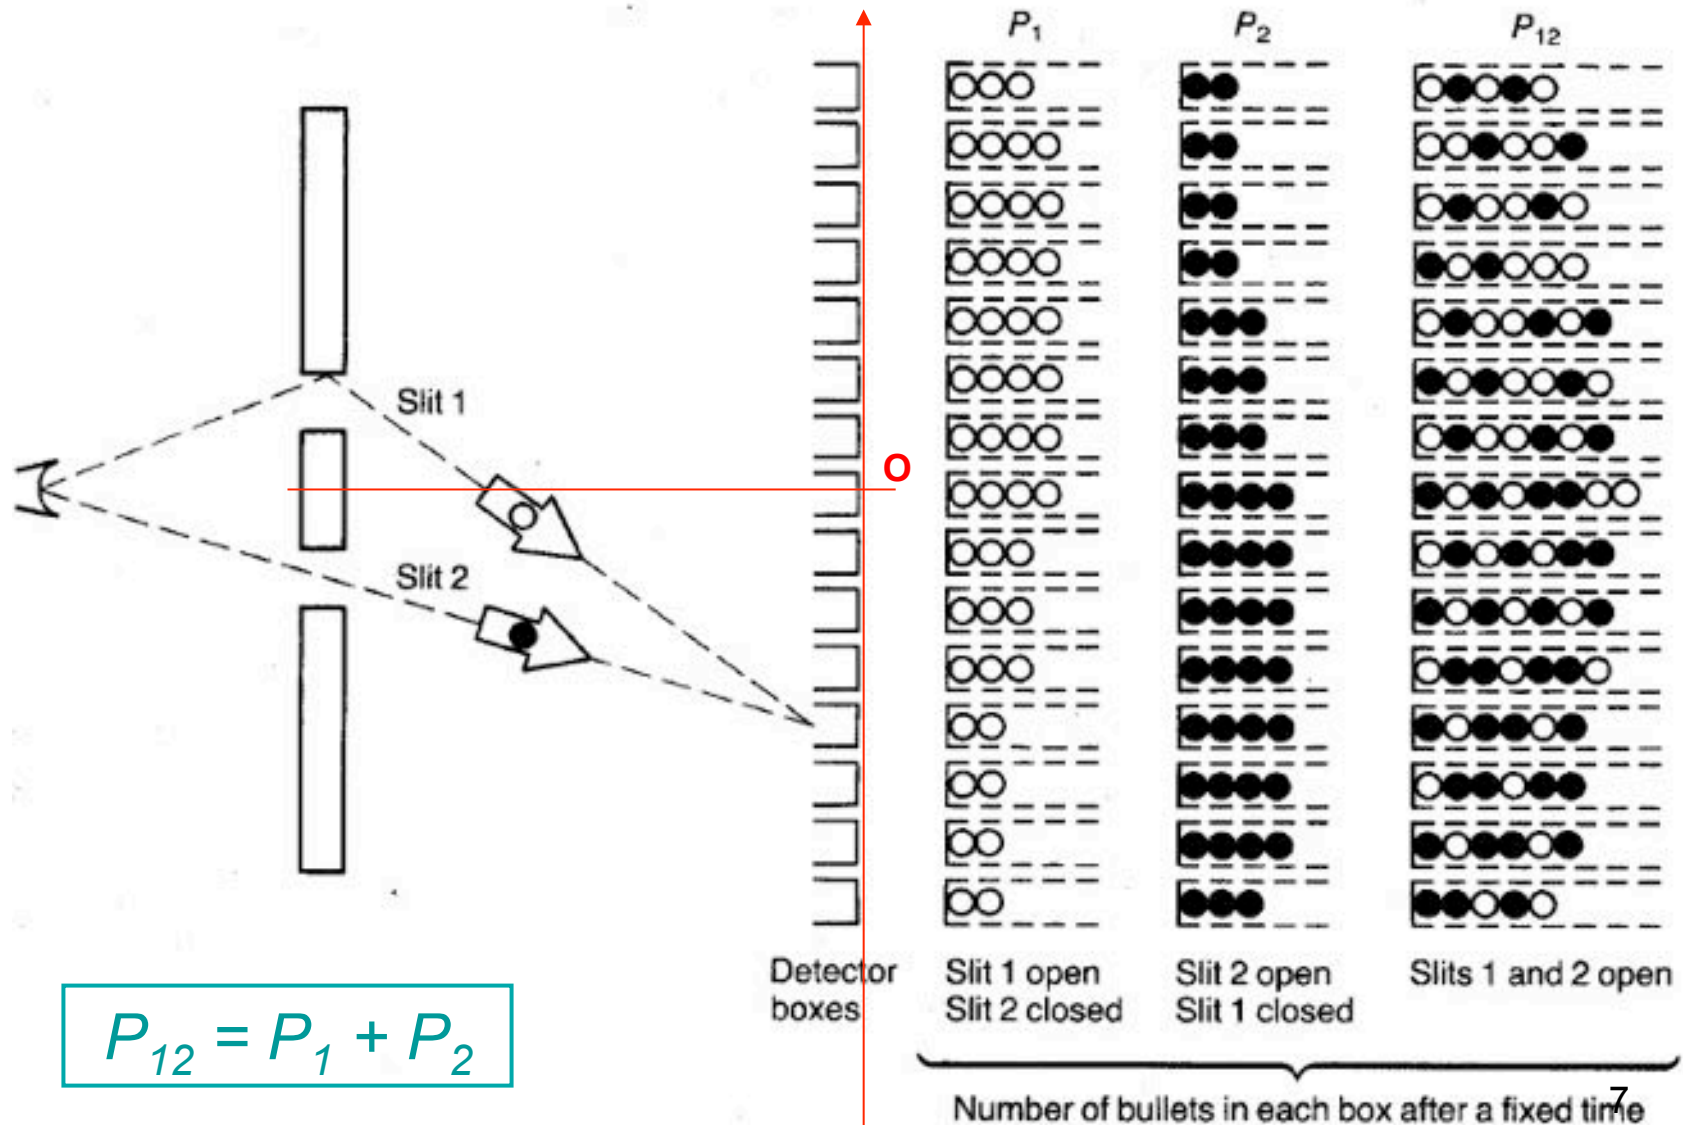 P1
P2
P12
Slit 1
O
Slit 2
Detector boxes
Slit 1 open
Slit 2 closed
Slit 2 open
Slit 1 closed
Slits 1 and 2 open
P12 = P1 + P2
Number of bullets in each box after a fixed time
7